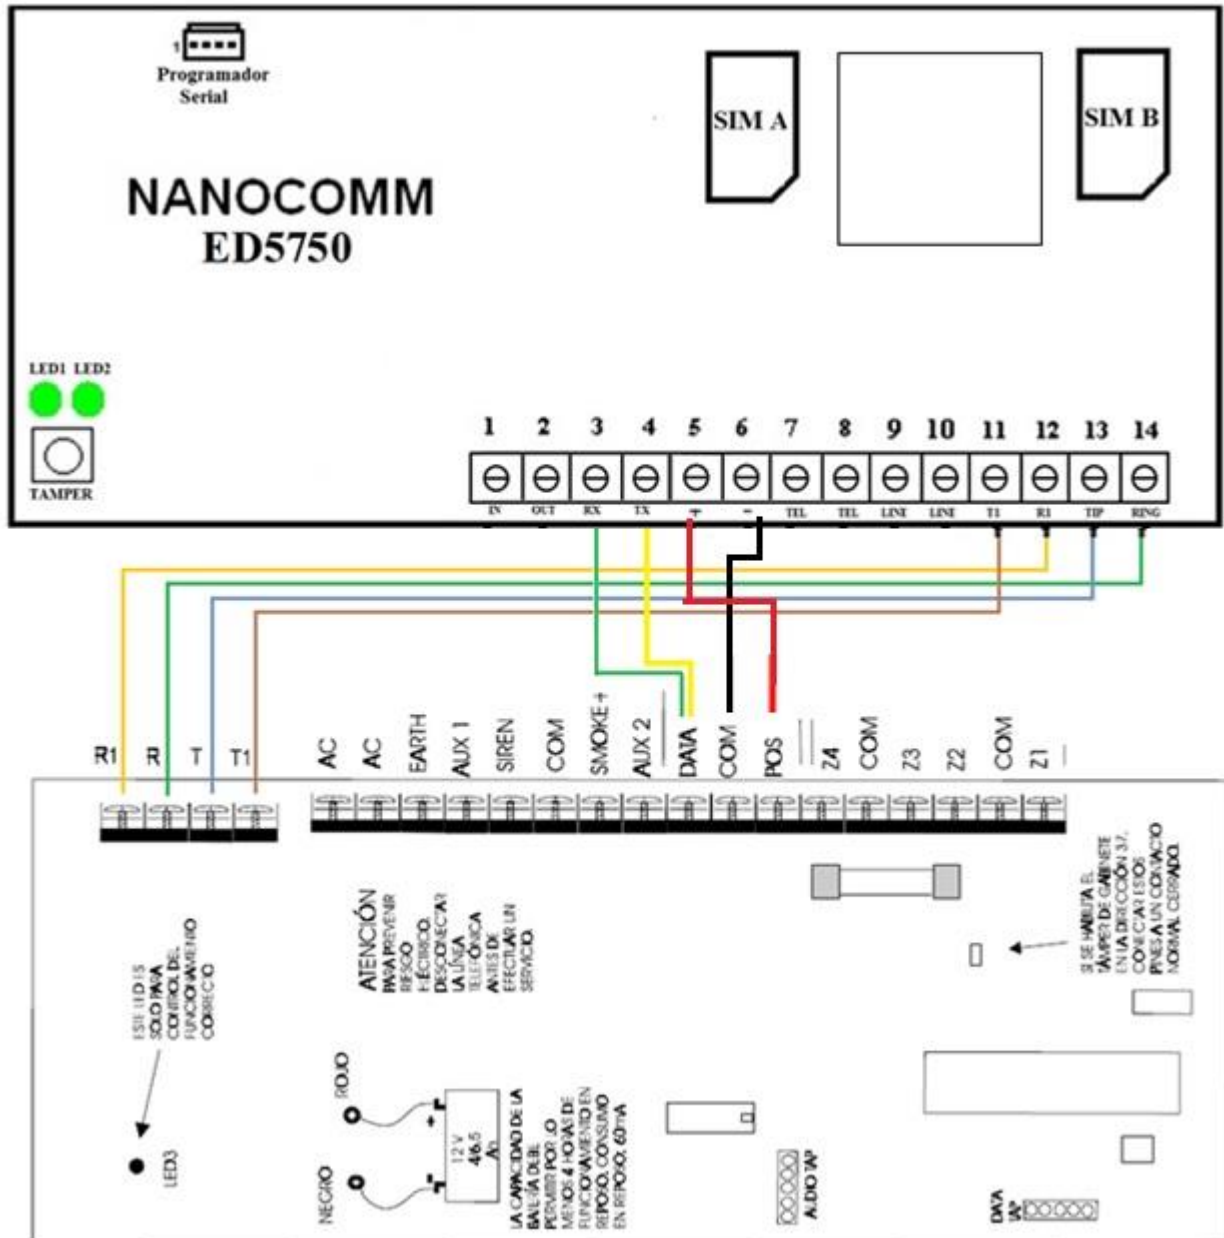 1
Programador
Serial
SIM A
SIM B
NANOCOMM
ED5750
LED1 LED2
TAMPER
1 2 3 4 5 6 7 8 9 10 11 12 13 14
IN OUT RX TX + - TEL TEL LINE LINE T1 R1 TIP RING
R1 R T T1
AC
AC
EARTH
AUX 1
SIREN
COM
SMOKE+
AUX 2
DATA
COM
POS
Z4
COM
Z3
Z2
COM
Z1
ATENCIÓN
PARA PREVENIR
RIESGO
ELÉCTRICO,
DESCONECTAR
LA LÍNEA
TELEFÓNICA
ANTES DE
EFECTUAR UN
SERVICIO.
SI SE HABILITA EL
TÁMPER DE GABINETE
EN LA DIRECCIÓN 37,
CONECTAR ESTOS
PINES A UN CONTACTO
NORMAL CERRADO.
ESTE LED ES
SOLO PARA
CONTROL DEL
FUNCIONAMIENTO
CORRECTO
LED3
ROJO
NEGRO
+
-
12 V
46.5
Ah
LA CAPACIDAD DE LA
BATERÍA DEBE
PERMITIR POR LO
MENOS 4 HORAS DE
FUNCIONAMIENTO EN
REPOSO. CONSUMO
EN REPOSO: 60mA
AUDIO TAP
DATA
TAP